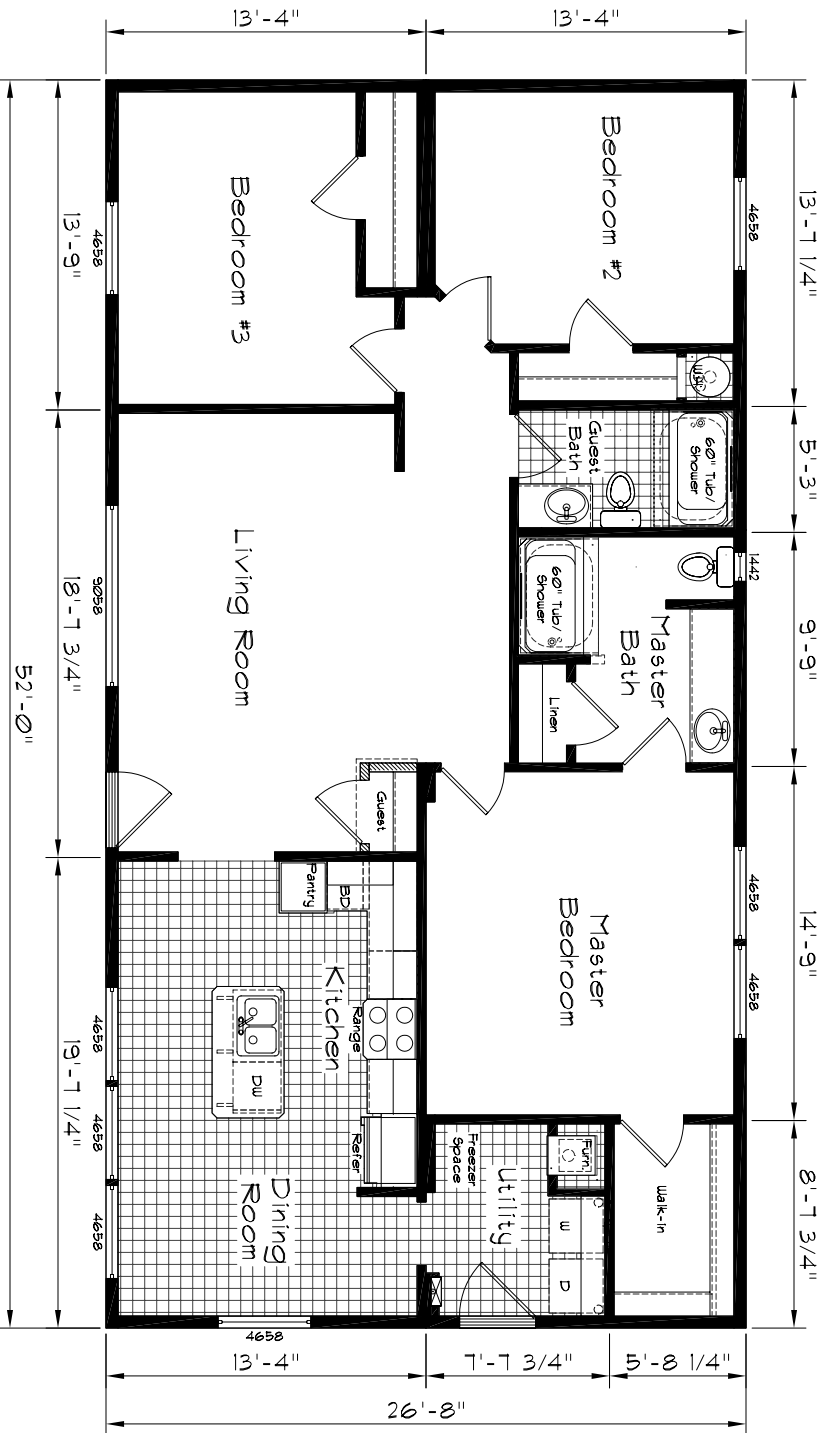 13'-4"
13'-4"
13'-7 1/4"
5'-3"
9'-9"
14'-9"
8'-7 3/4"
4658
1442
4658
4658
Bedroom #2
W.H.
60" Tub/
Shower
Guest
Bath
60" Tub/
Shower
Master
Bath
Linen
Master
Bedroom
Walk-in
Furn.
Utility
Freezer
Space
W
D
Bedroom #3
Living Room
Guest
Pantry
BD
Kitchen
Range
Refer
DW
Dining
Room
4658
9058
4658
4658
4658
4658
13'-9"
18'-7 3/4"
19'-7 1/4"
52'-0"
13'-4"
7'-7 3/4"
5'-8 1/4"
26'-8"